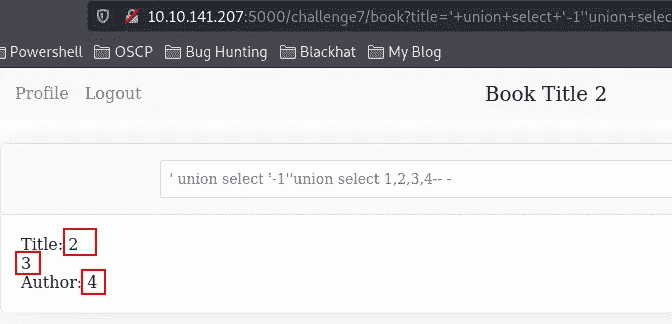 10.10.141.207:5000/challenge7/book?title='+union+select+'-1''union+selec
Powershell OSCP Bug Hunting Blackhat My Blog
Profile Logout Book Title 2
' union select '-1''union select 1,2,3,4-- -
Title: 2
3
Author: 4